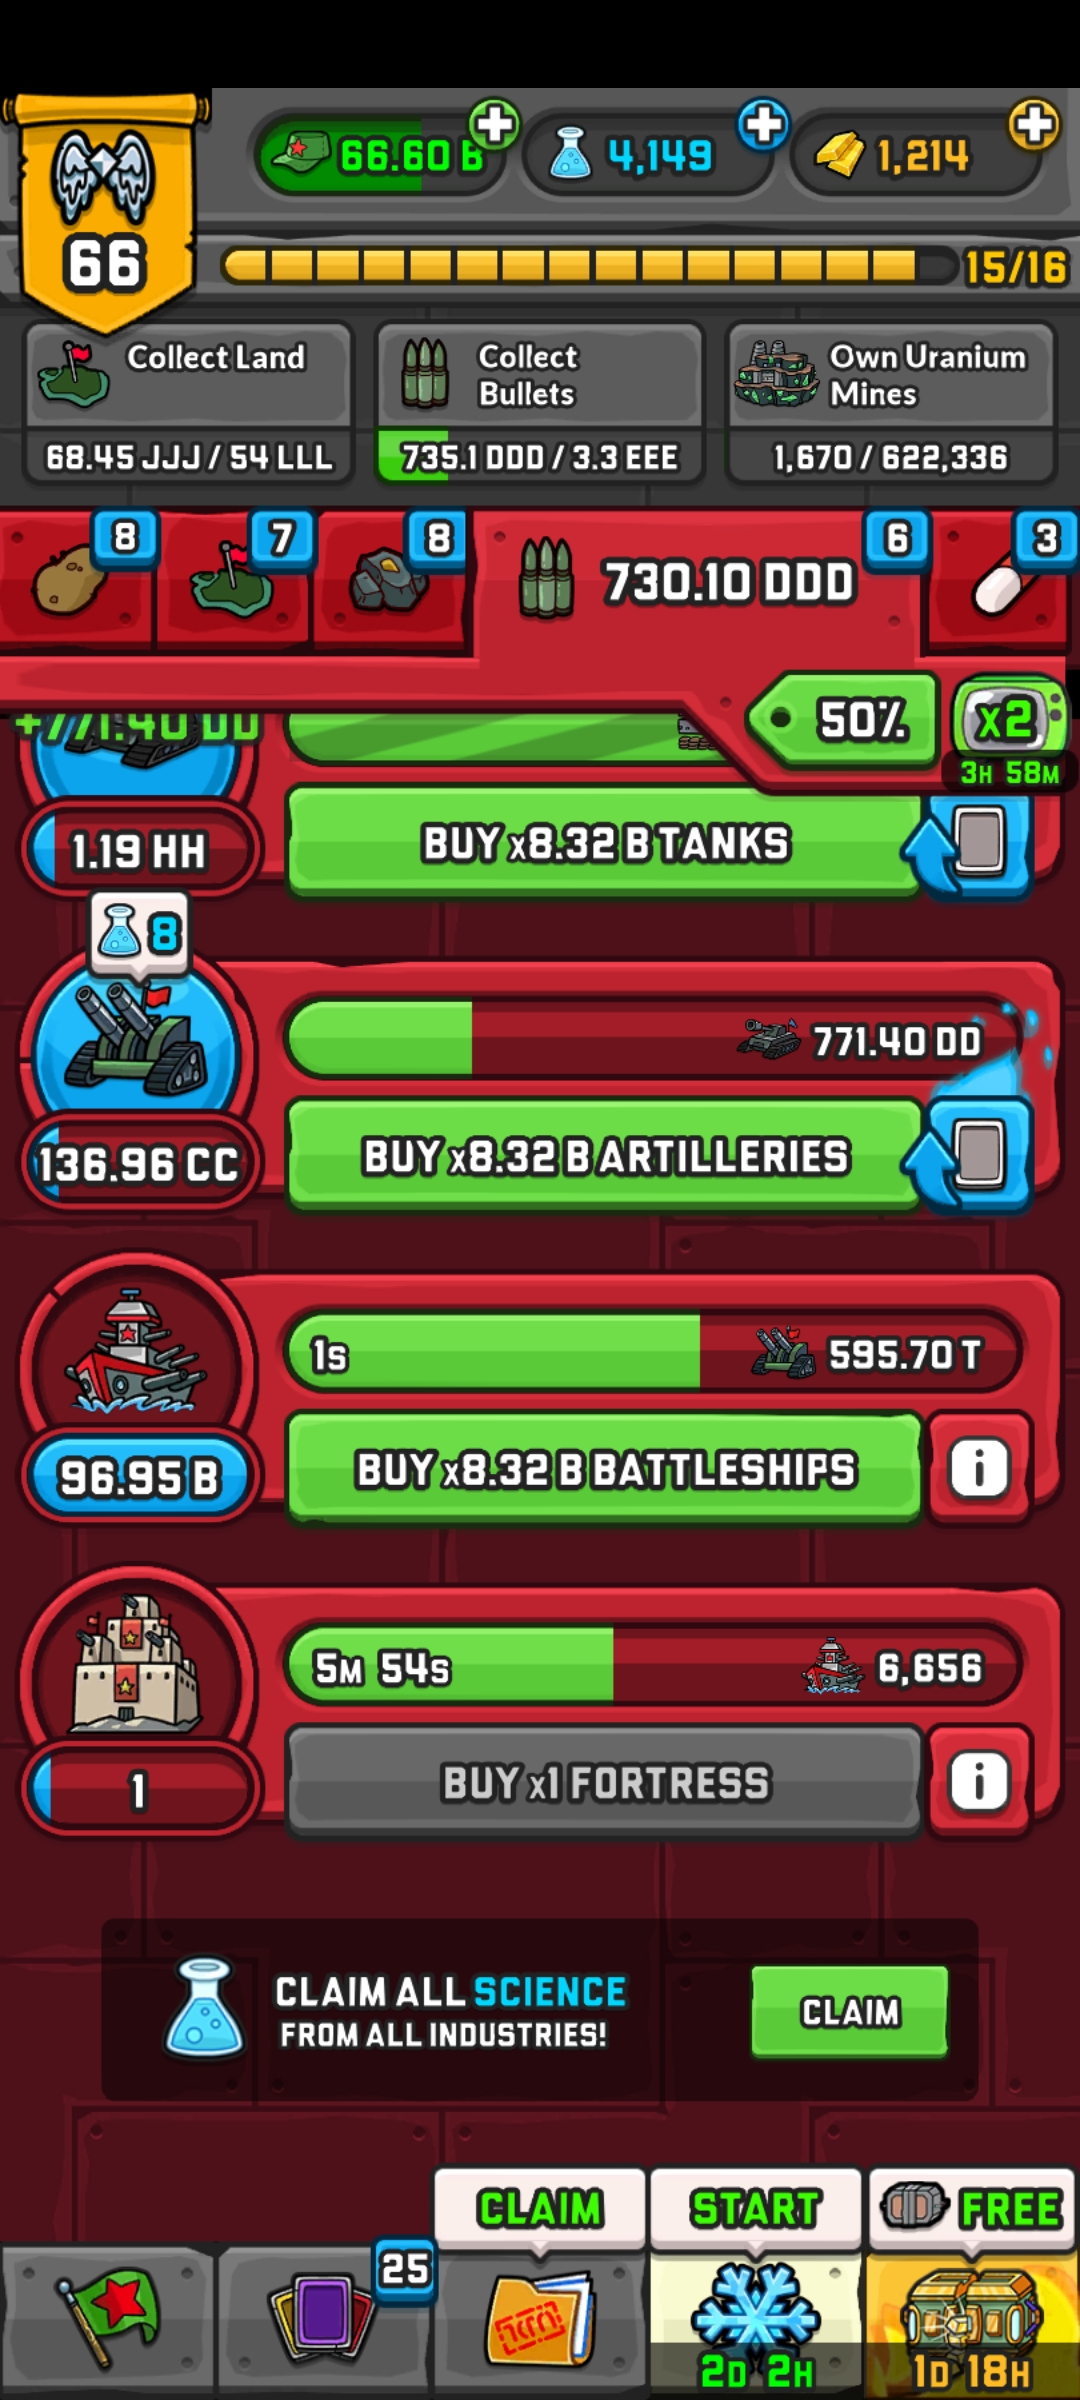 66.60 B
4,149
1,214
66
15/16
Collect Land
68.45 JJJ / 54 LLL
Collect
Bullets
735.1 DDD / 3.3 EEE
Own Uranium
Mines
1,670 / 622,336
8
7
8
730.10 DDD
6
3
50%
x2
3H 58M
+771.40 DD
1.19 HH
BUY x8.32 B TANKS
8
771.40 DD
136.96 CC
BUY x8.32 B ARTILLERIES
1s
595.70 T
96.95 B
BUY x8.32 B BATTLESHIPS
i
5M 54s
6,656
1
BUY x1 FORTRESS
i
CLAIM ALL SCIENCE
FROM ALL INDUSTRIES!
CLAIM
CLAIM
START
FREE
25
2D 2H
1D 18H